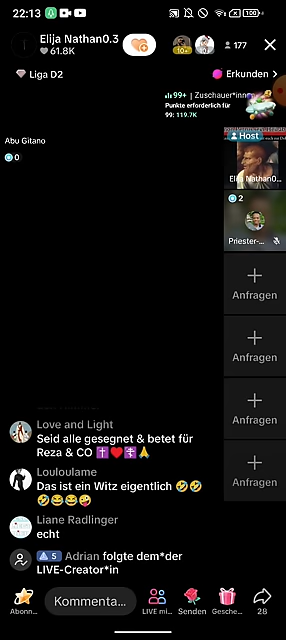 22:13
Elija Nathan0.3
61.8K
10+
177
Liga D2
Erkunden
99+ | Zuschauer*inn
Punkte erforderlich für
99: 119.7K
Abu Gitano
0
Host
Elija Nathan0...
2
Priester-...
Anfragen
Anfragen
Anfragen
Anfragen
Love and Light
Seid alle gesegnet & betet für
Reza & CO ✝️♥️☦️🙏
Louloulame
Das ist ein Witz eigentlich 🤣🤣
🤣😂😂🤪
Liane Radlinger
echt
5 Adrian folgte dem*der
LIVE-Creator*in
Abonn...
Kommenta...
LIVE mi...
Senden
Gesche...
28